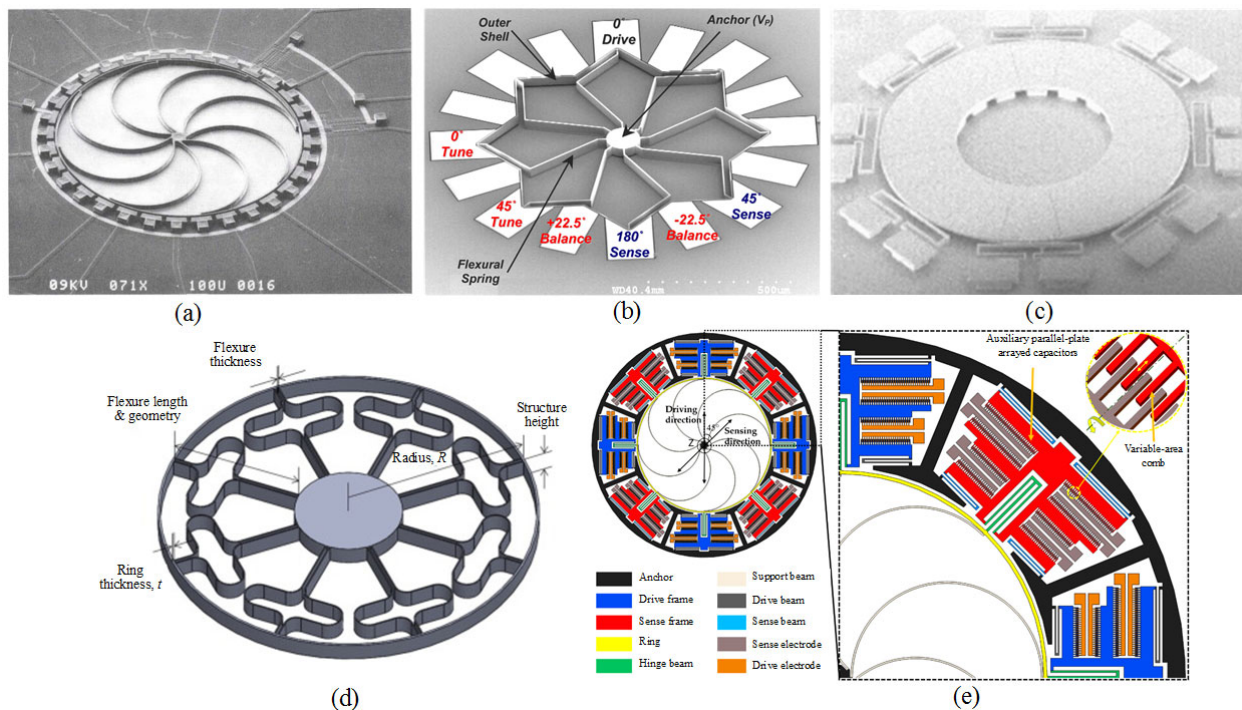 09KV 071X 100U 0016
(a)
Outer
Shell
0°
Drive
Anchor (VP)
0°
Tune
45°
Tune
+22.5°
Balance
180°
Sense
-22.5°
Balance
45°
Sense
Flexural
Spring
WD40.4mm
500um
(b)
(c)
Flexure
thickness
Flexure length
& geometry
Structure
height
Radius, R
Ring
thickness, t
(d)
Driving
direction
45°
Z
Sensing
direction
Anchor
Support beam
Drive frame
Drive beam
Sense frame
Sense beam
Ring
Sense electrode
Hinge beam
Drive electrode
Auxiliary parallel-plate
arrayed capacitors
Variable-area
comb
(e)